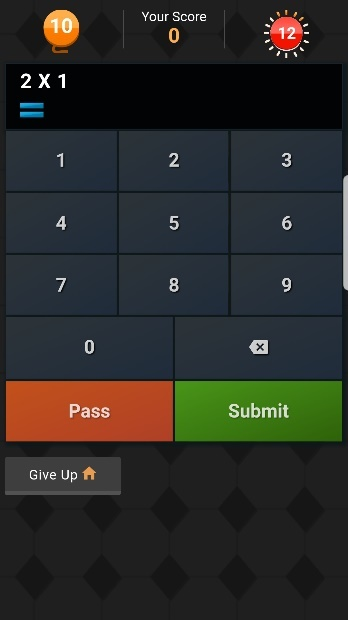 10 Your Score 12
0
2 X 1
=
1 2 3
4 5 6
7 8 9
0
Pass Submit
Give Up